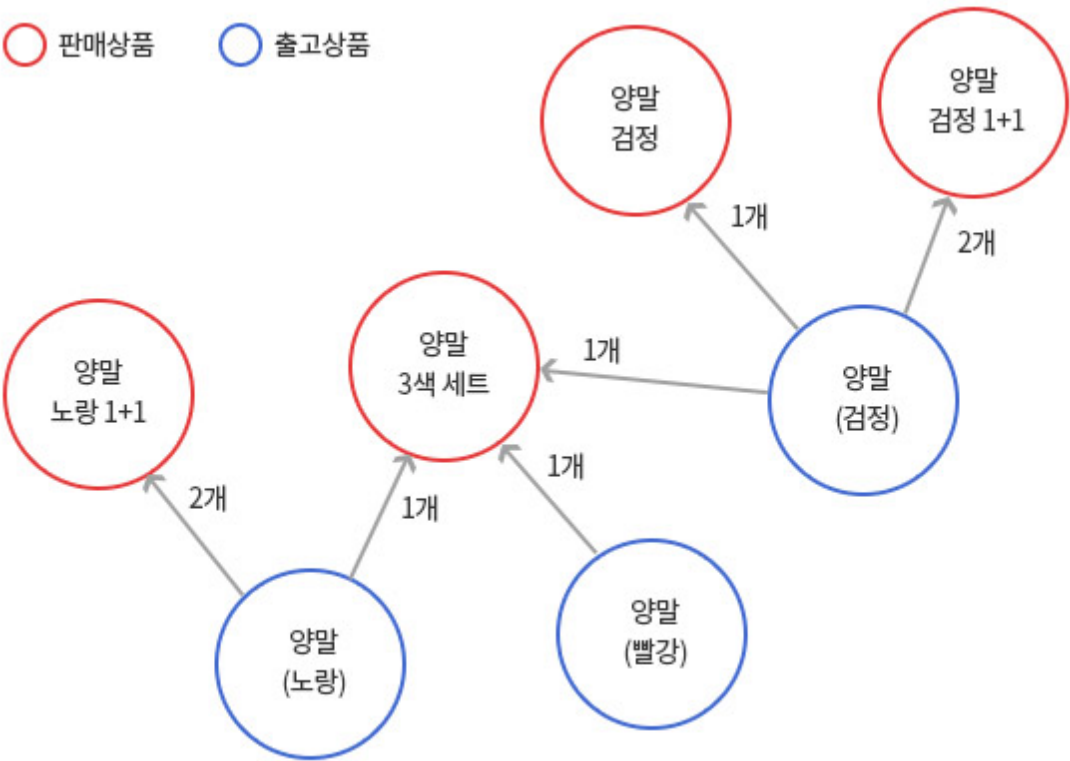 판매상품
출고상품
양말
검정
양말
검정 1+1
1개
2개
양말
노랑 1+1
양말
3색 세트
1개
양말
(검정)
2개
1개
1개
양말
(노랑)
양말
(빨강)